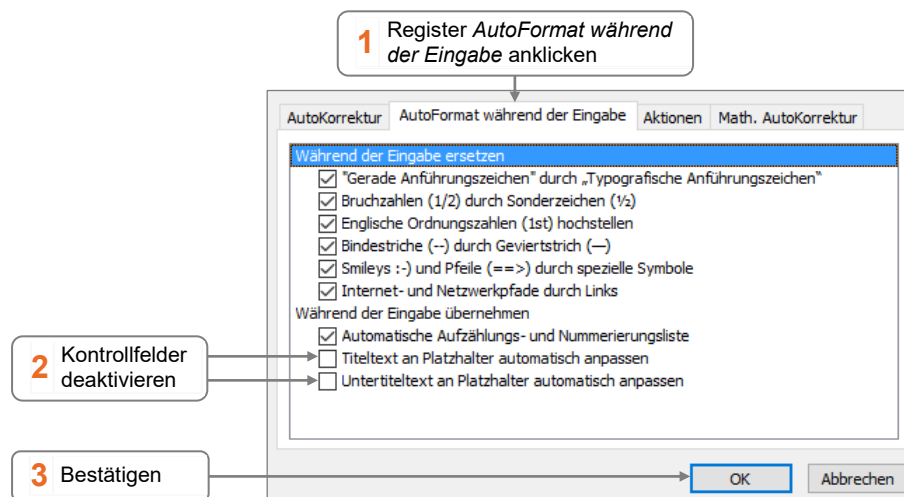 1 Register AutoFormat während
der Eingabe anklicken
AutoKorrektur AutoFormat während der Eingabe Aktionen Math. AutoKorrektur
Während der Eingabe ersetzen
"Gerade Anführungszeichen" durch „Typografische Anführungszeichen“
Bruchzahlen (1/2) durch Sonderzeichen (½)
Englische Ordnungszahlen (1st) hochstellen
Bindestriche (--) durch Geviertstrich (—)
Smileys :-) und Pfeile (==>) durch spezielle Symbole
Internet- und Netzwerkpfade durch Links
Während der Eingabe übernehmen
Automatische Aufzählungs- und Nummerierungsliste
Titeltext an Platzhalter automatisch anpassen
Untertiteltext an Platzhalter automatisch anpassen
2 Kontrollfelder
deaktivieren
3 Bestätigen
OK Abbrechen